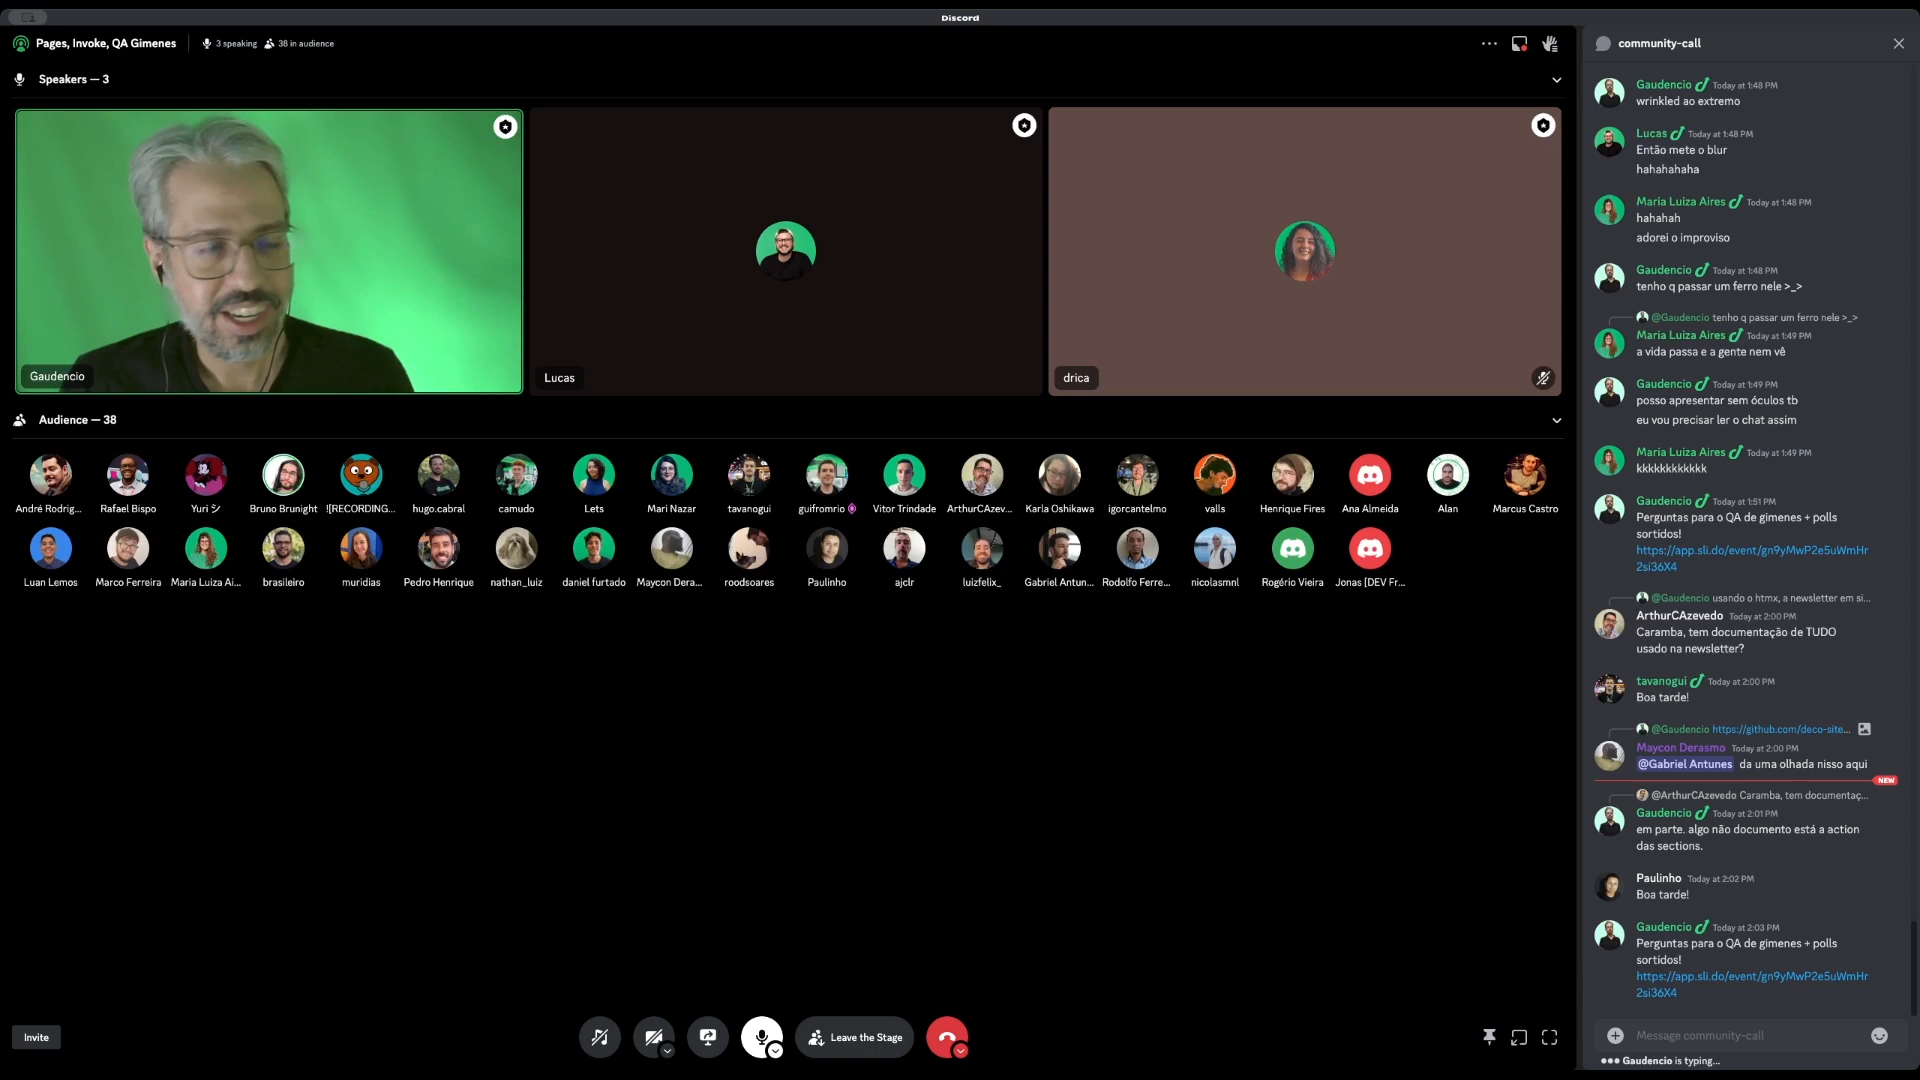 Discord
Pages, Invoke, QA Gimenes
3 speaking
38 in audience
Speakers — 3
Gaudencio
Lucas
drica
Audience — 38
André Rodrig...
Rafael Bispo
Yuri シ
Bruno Brunight
![RECORDING...
hugo.cabral
camudo
Lets
Mari Nazar
tavanogui
guifromrio
Vitor Trindade
ArthurCAzev...
Karla Oshikawa
igorcantelmo
valls
Henrique Fires
Ana Almeida
Alan
Marcus Castro
Luan Lemos
Marco Ferreira
Maria Luiza Ai...
brasileiro
muridias
Pedro Henrique
nathan_luiz
daniel furtado
Maycon Dera...
roodsoares
Paulinho
ajclr
luizfelix_
Gabriel Antun...
Rodolfo Ferre...
nicolasmnl
Rogério Vieira
Jonas [DEV Fr...
Invite
Leave the Stage
community-call
Gaudencio Today at 1:48 PM
wrinkled ao extremo
Lucas Today at 1:48 PM
Então mete o blur
hahahahaha
Maria Luiza Aires Today at 1:48 PM
hahahah
adorei o improviso
Gaudencio Today at 1:48 PM
tenho q passar um ferro nele >_>
@Gaudencio tenho q passar um ferro nele >_>
Maria Luiza Aires Today at 1:49 PM
a vida passa e a gente nem vê
Gaudencio Today at 1:49 PM
posso apresentar sem óculos tb
eu vou precisar ler o chat assim
Maria Luiza Aires Today at 1:49 PM
kkkkkkkkkkkk
Gaudencio Today at 1:51 PM
Perguntas para o QA de gimenes + polls
sortidos!
https://app.sli.do/event/gn9yMwP2e5uWmHr
2si36X4
@Gaudencio usando o htmx, a newsletter em si...
ArthurCAzevedo Today at 2:00 PM
Caramba, tem documentação de TUDO
usado na newsletter?
tavanogui Today at 2:00 PM
Boa tarde!
@Gaudencio https://github.com/deco-site...
Maycon Derasmo Today at 2:00 PM
@Gabriel Antunes da uma olhada nisso aqui
NEW
@ArthurCAzevedo Caramba, tem documentaç...
Gaudencio Today at 2:01 PM
em parte. algo não documento está a action
das sections.
Paulinho Today at 2:02 PM
Boa tarde!
Gaudencio Today at 2:03 PM
Perguntas para o QA de gimenes + polls
sortidos!
https://app.sli.do/event/gn9yMwP2e5uWmHr
2si36X4
Message community-call
Gaudencio is typing...